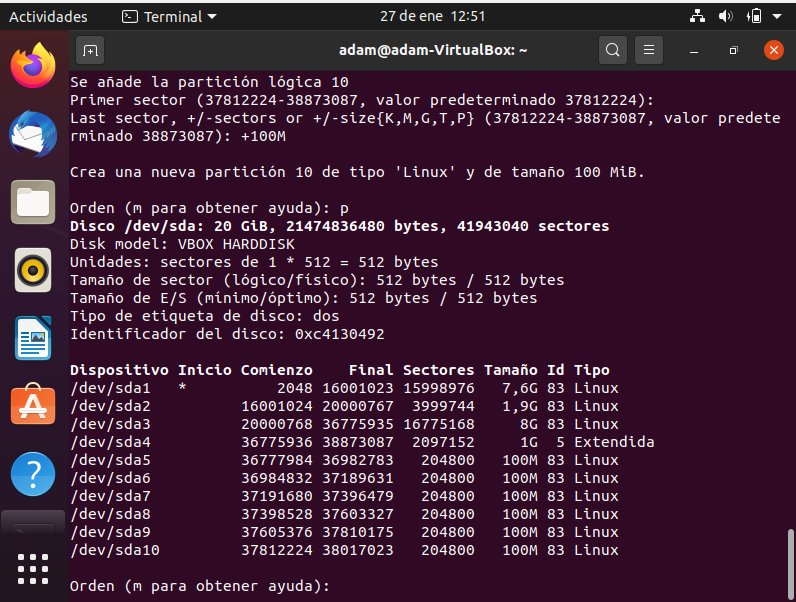 Actividades Terminal 27 de ene 12:51
adam@adam-VirtualBox: ~
Se añade la partición lógica 10
Primer sector (37812224-38873087, valor predeterminado 37812224):
Last sector, +/-sectors or +/-size{K,M,G,T,P} (37812224-38873087, valor predete
rminado 38873087): +100M
Crea una nueva partición 10 de tipo 'Linux' y de tamaño 100 MiB.
Orden (m para obtener ayuda): p
Disco /dev/sda: 20 GiB, 21474836480 bytes, 41943040 sectores
Disk model: VBOX HARDDISK
Unidades: sectores de 1 * 512 = 512 bytes
Tamaño de sector (lógico/físico): 512 bytes / 512 bytes
Tamaño de E/S (mínimo/óptimo): 512 bytes / 512 bytes
Tipo de etiqueta de disco: dos
Identificador del disco: 0xc4130492
Dispositivo Inicio Comienzo Final Sectores Tamaño Id Tipo
/dev/sda1 * 2048 16001023 15998976 7,6G 83 Linux
/dev/sda2 16001024 20000767 3999744 1,9G 83 Linux
/dev/sda3 20000768 36775935 16775168 8G 83 Linux
/dev/sda4 36775936 38873087 2097152 1G 5 Extendida
/dev/sda5 36777984 36982783 204800 100M 83 Linux
/dev/sda6 36984832 37189631 204800 100M 83 Linux
/dev/sda7 37191680 37396479 204800 100M 83 Linux
/dev/sda8 37398528 37603327 204800 100M 83 Linux
/dev/sda9 37605376 37810175 204800 100M 83 Linux
/dev/sda10 37812224 38017023 204800 100M 83 Linux
Orden (m para obtener ayuda):